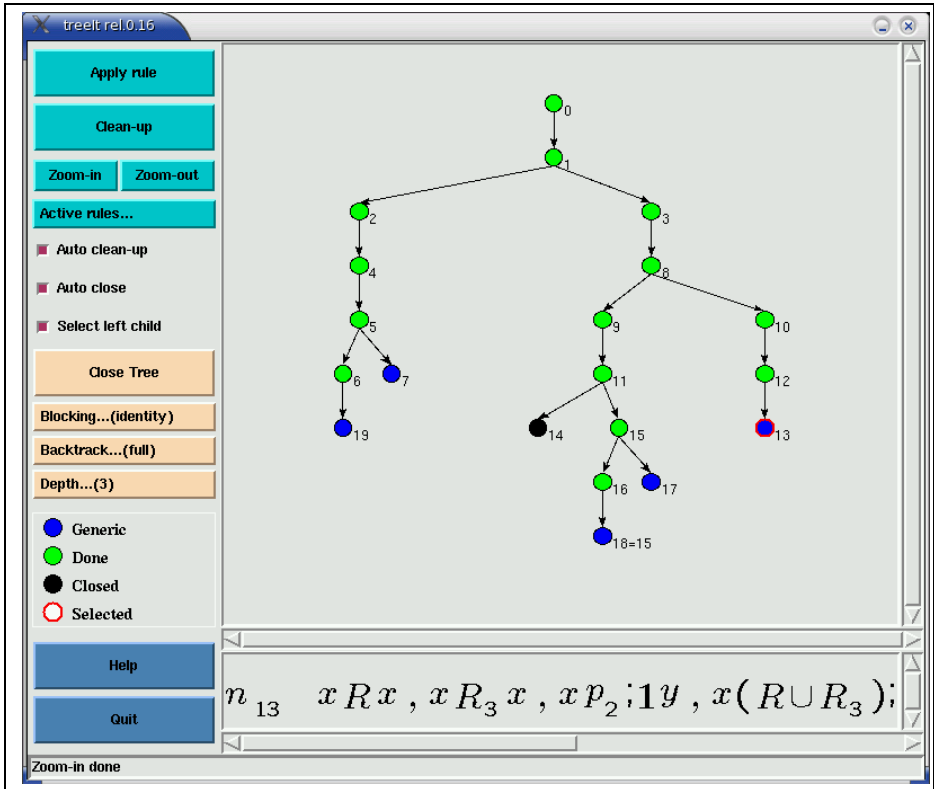 treeIt rel.0.16
Apply rule
Clean-up
Zoom-in Zoom-out
Active rules...
Auto clean-up
Auto close
Select left child
Close Tree
Blocking...(identity)
Backtrack...(full)
Depth...(3)
Generic
Done
Closed
Selected
Help
Quit
0
1
2 3
4 8
5 9 10
6 7 11 12
19 14 15 13
16 17
18=15
n₁₃ xRx , xR₃x , xp₂;1y , x(R∪R₃);
Zoom-in done